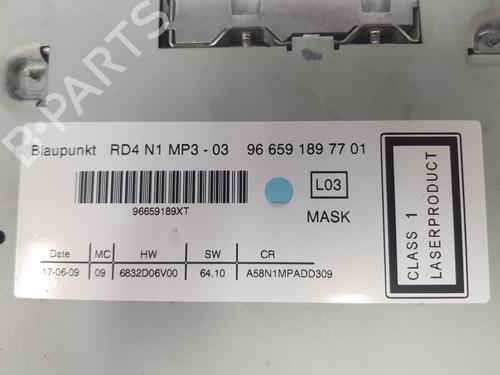 B-PARTS
Blaupunkt RD4 N1 MP3 - 03 96 659 189 77 01
96659189XT
L03
MASK
CLASS 1
LASERPRODUCT
Date MC HW SW CR
17-06-09 09 6832D06V00 64.10 A58N1MPADD309